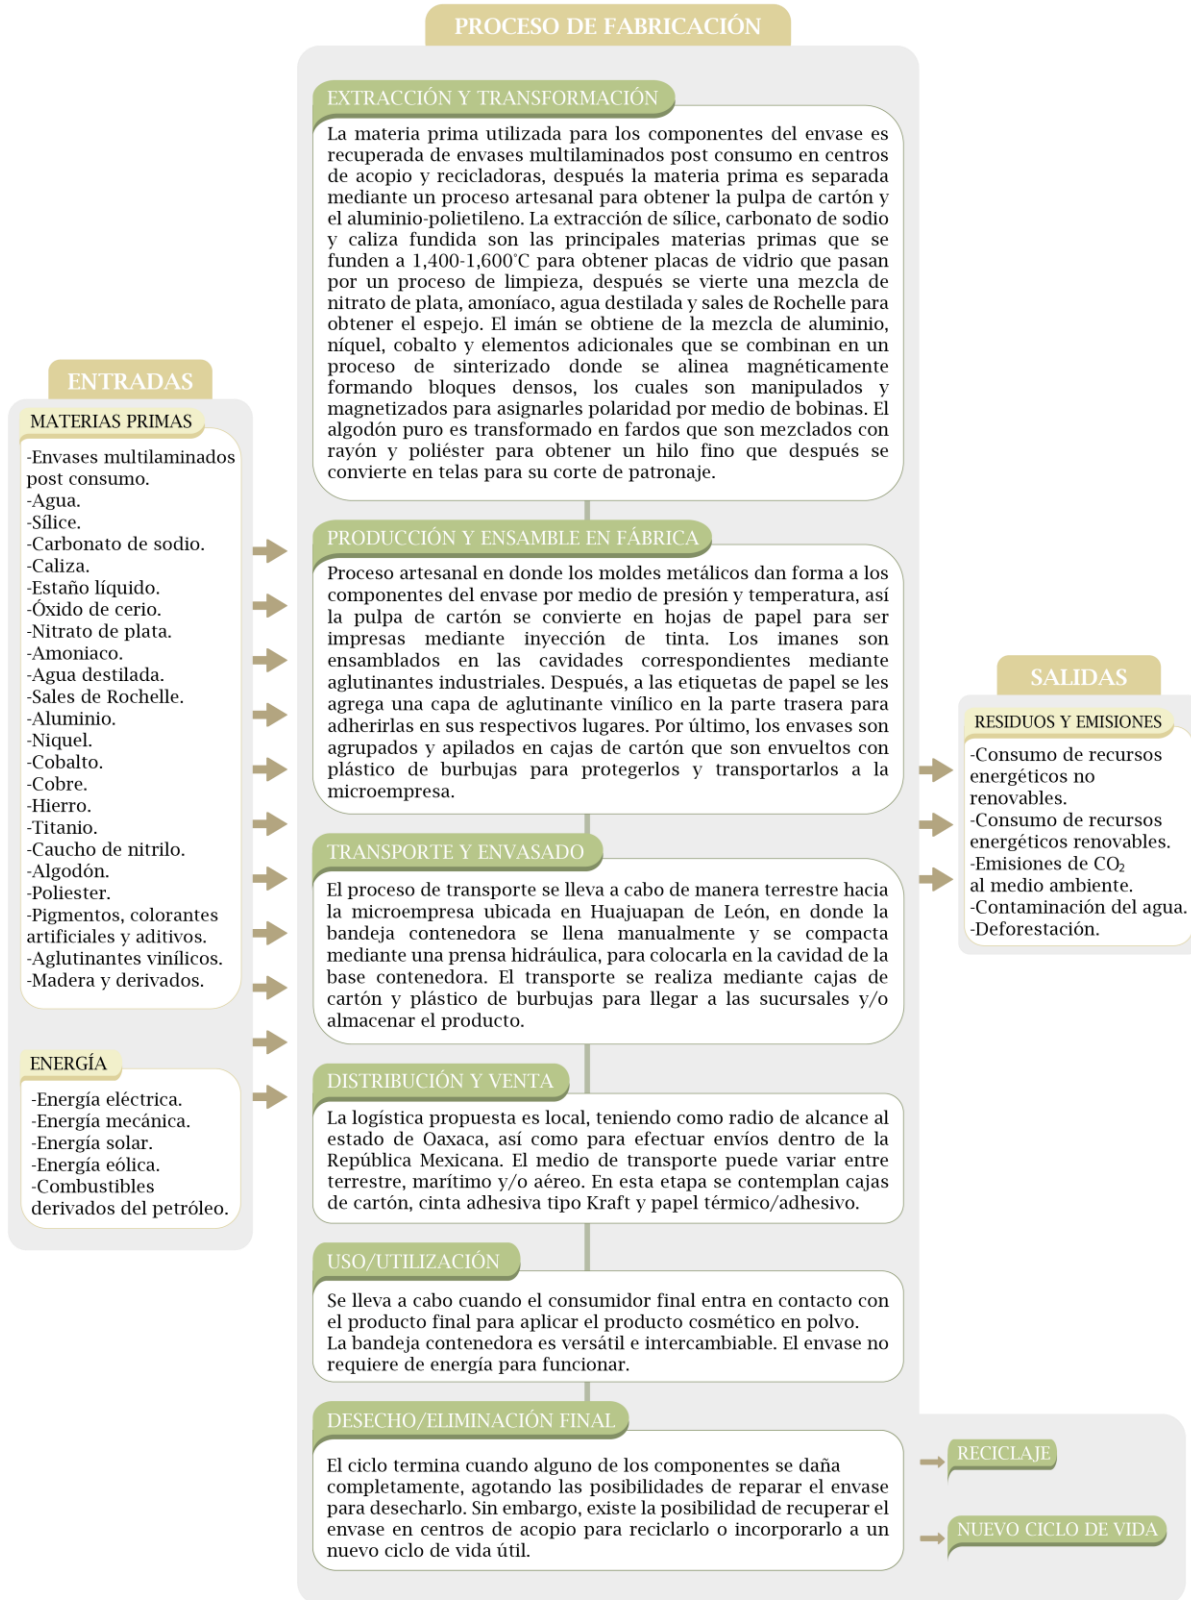 PROCESO DE FABRICACIÓN
EXTRACCIÓN Y TRANSFORMACIÓN
La materia prima utilizada para los componentes del envase es
recuperada de envases multilaminados post consumo en centros
de acopio y recicladoras, después la materia prima es separada
mediante un proceso artesanal para obtener la pulpa de cartón y
el aluminio-polietileno. La extracción de sílice, carbonato de sodio
y caliza fundida son las principales materias primas que se
funden a 1,400-1,600°C para obtener placas de vidrio que pasan
por un proceso de limpieza, después se vierte una mezcla de
nitrato de plata, amoníaco, agua destilada y sales de Rochelle para
obtener el espejo. El imán se obtiene de la mezcla de aluminio,
níquel, cobalto y elementos adicionales que se combinan en un
proceso de sinterizado donde se alinea magnéticamente
formando bloques densos, los cuales son manipulados y
magnetizados para asignarles polaridad por medio de bobinas. El
algodón puro es transformado en fardos que son mezclados con
rayón y poliéster para obtener un hilo fino que después se
convierte en telas para su corte de patronaje.
ENTRADAS
MATERIAS PRIMAS
-Envases multilaminados
post consumo.
-Agua.
-Sílice.
-Carbonato de sodio.
-Caliza.
-Estaño líquido.
-Óxido de cerio.
-Nitrato de plata.
-Amoniaco.
-Agua destilada.
-Sales de Rochelle.
-Aluminio.
-Niquel.
-Cobalto.
-Cobre.
-Hierro.
-Titanio.
-Caucho de nitrilo.
-Algodón.
-Poliester.
-Pigmentos, colorantes
artificiales y aditivos.
-Aglutinantes vinílicos.
-Madera y derivados.
ENERGÍA
-Energía eléctrica.
-Energía mecánica.
-Energía solar.
-Energía eólica.
-Combustibles
derivados del petróleo.
PRODUCCIÓN Y ENSAMBLE EN FÁBRICA
Proceso artesanal en donde los moldes metálicos dan forma a los
componentes del envase por medio de presión y temperatura, así
la pulpa de cartón se convierte en hojas de papel para ser
impresas mediante inyección de tinta. Los imanes son
ensamblados en las cavidades correspondientes mediante
aglutinantes industriales. Después, a las etiquetas de papel se les
agrega una capa de aglutinante vinílico en la parte trasera para
adherirlas en sus respectivos lugares. Por último, los envases son
agrupados y apilados en cajas de cartón que son envueltos con
plástico de burbujas para protegerlos y transportarlos a la
microempresa.
TRANSPORTE Y ENVASADO
El proceso de transporte se lleva a cabo de manera terrestre hacia
la microempresa ubicada en Huajuapan de León, en donde la
bandeja contenedora se llena manualmente y se compacta
mediante una prensa hidráulica, para colocarla en la cavidad de la
base contenedora. El transporte se realiza mediante cajas de
cartón y plástico de burbujas para llegar a las sucursales y/o
almacenar el producto.
DISTRIBUCIÓN Y VENTA
La logística propuesta es local, teniendo como radio de alcance al
estado de Oaxaca, así como para efectuar envíos dentro de la
República Mexicana. El medio de transporte puede variar entre
terrestre, marítimo y/o aéreo. En esta etapa se contemplan cajas
de cartón, cinta adhesiva tipo Kraft y papel térmico/adhesivo.
USO/UTILIZACIÓN
Se lleva a cabo cuando el consumidor final entra en contacto con
el producto final para aplicar el producto cosmético en polvo.
La bandeja contenedora es versátil e intercambiable. El envase no
requiere de energía para funcionar.
DESECHO/ELIMINACIÓN FINAL
El ciclo termina cuando alguno de los componentes se daña
completamente, agotando las posibilidades de reparar el envase
para desecharlo. Sin embargo, existe la posibilidad de recuperar el
envase en centros de acopio para reciclarlo o incorporarlo a un
nuevo ciclo de vida útil.
SALIDAS
RESIDUOS Y EMISIONES
-Consumo de recursos
energéticos no
renovables.
-Consumo de recursos
energéticos renovables.
-Emisiones de CO₂
al medio ambiente.
-Contaminación del agua.
-Deforestación.
RECICLAJE
NUEVO CICLO DE VIDA